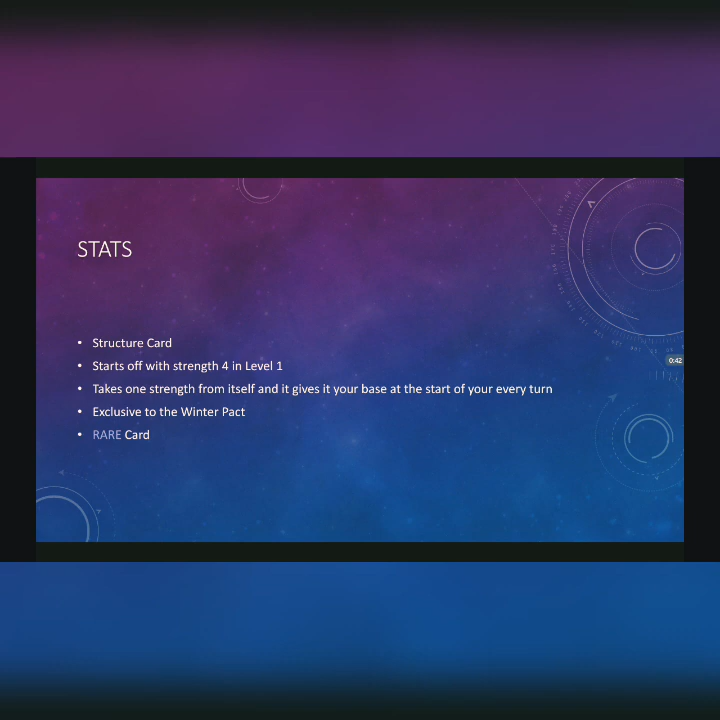 STATS
• Structure Card
• Starts off with strength 4 in Level 1
• Takes one strength from itself and it gives it your base at the start of your every turn
0:42
• Exclusive to the Winter Pact
• RARE Card